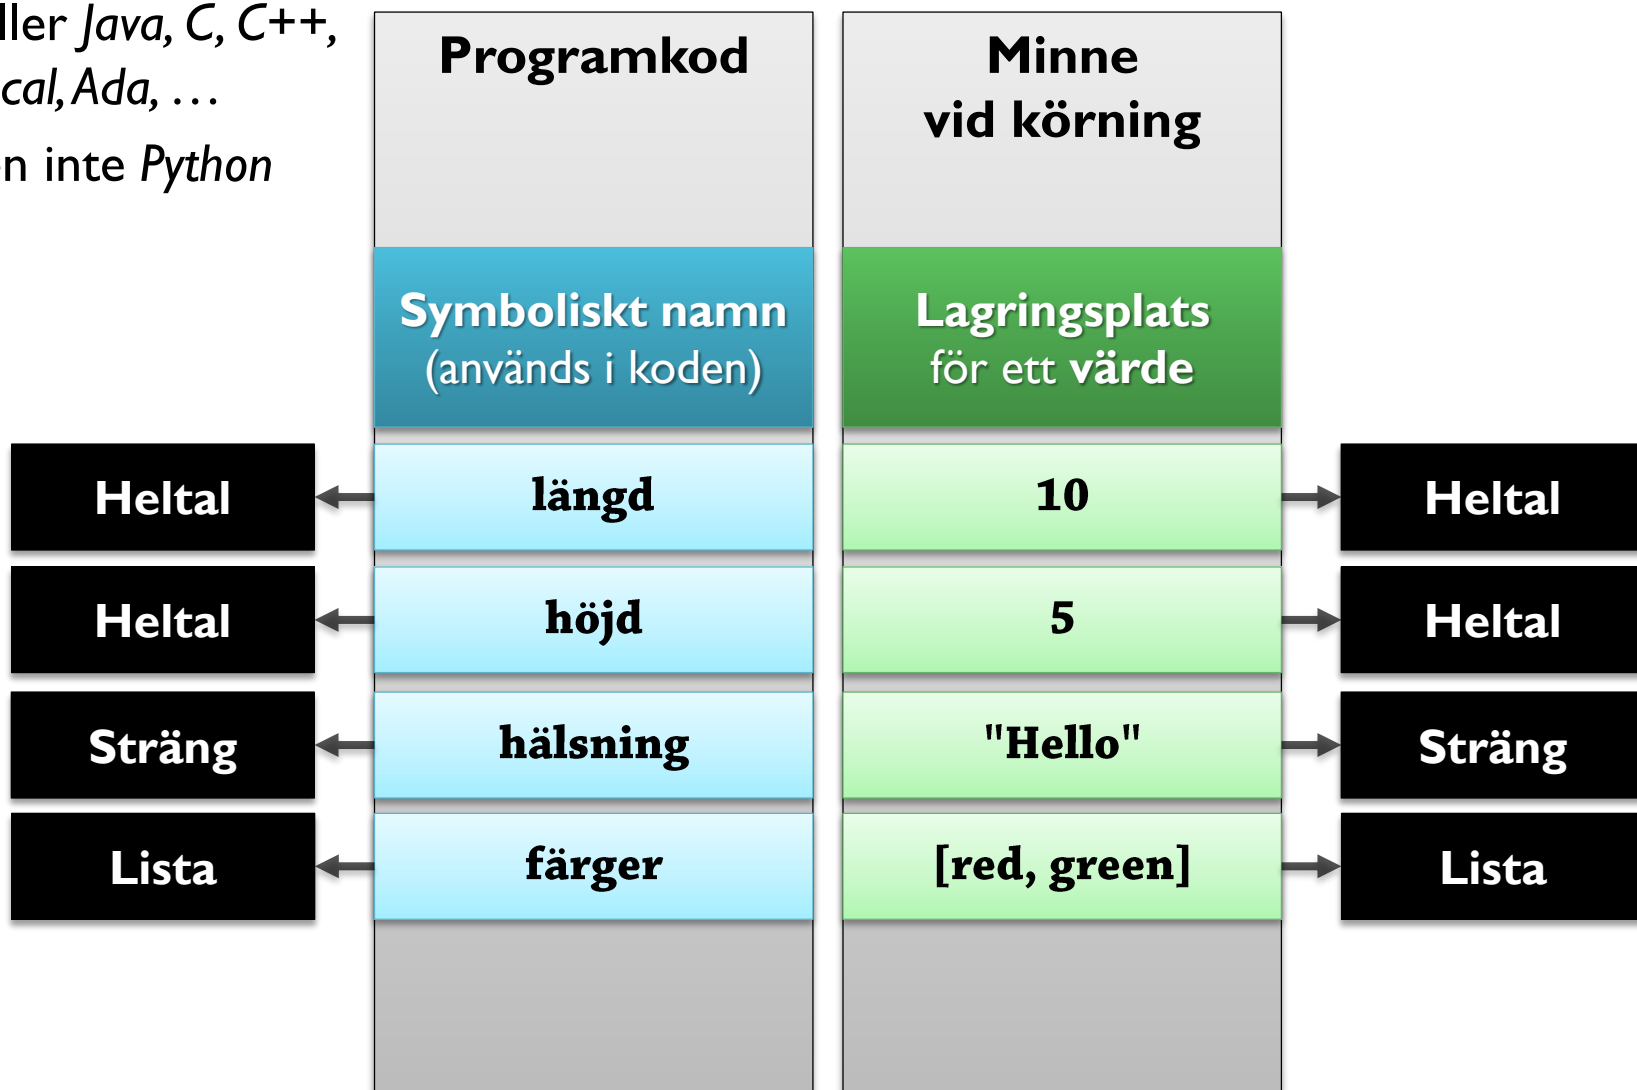 ller Java, C, C++,
cal, Ada, …
n inte Python
Programkod
Minne
vid körning
Symboliskt namn
(används i koden)
Lagringsplats
för ett värde
Heltal
längd
10
Heltal
Heltal
höjd
5
Heltal
Sträng
hälsning
"Hello"
Sträng
Lista
färger
[red, green]
Lista